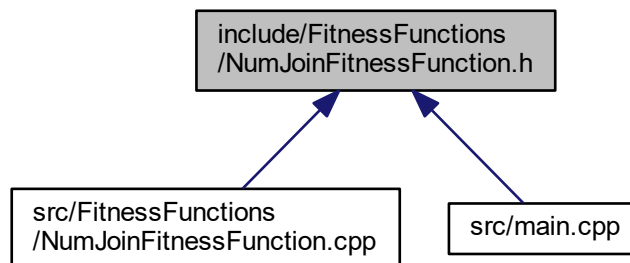 include/FitnessFunctions
/NumJoinFitnessFunction.h
src/FitnessFunctions
/NumJoinFitnessFunction.cpp
src/main.cpp